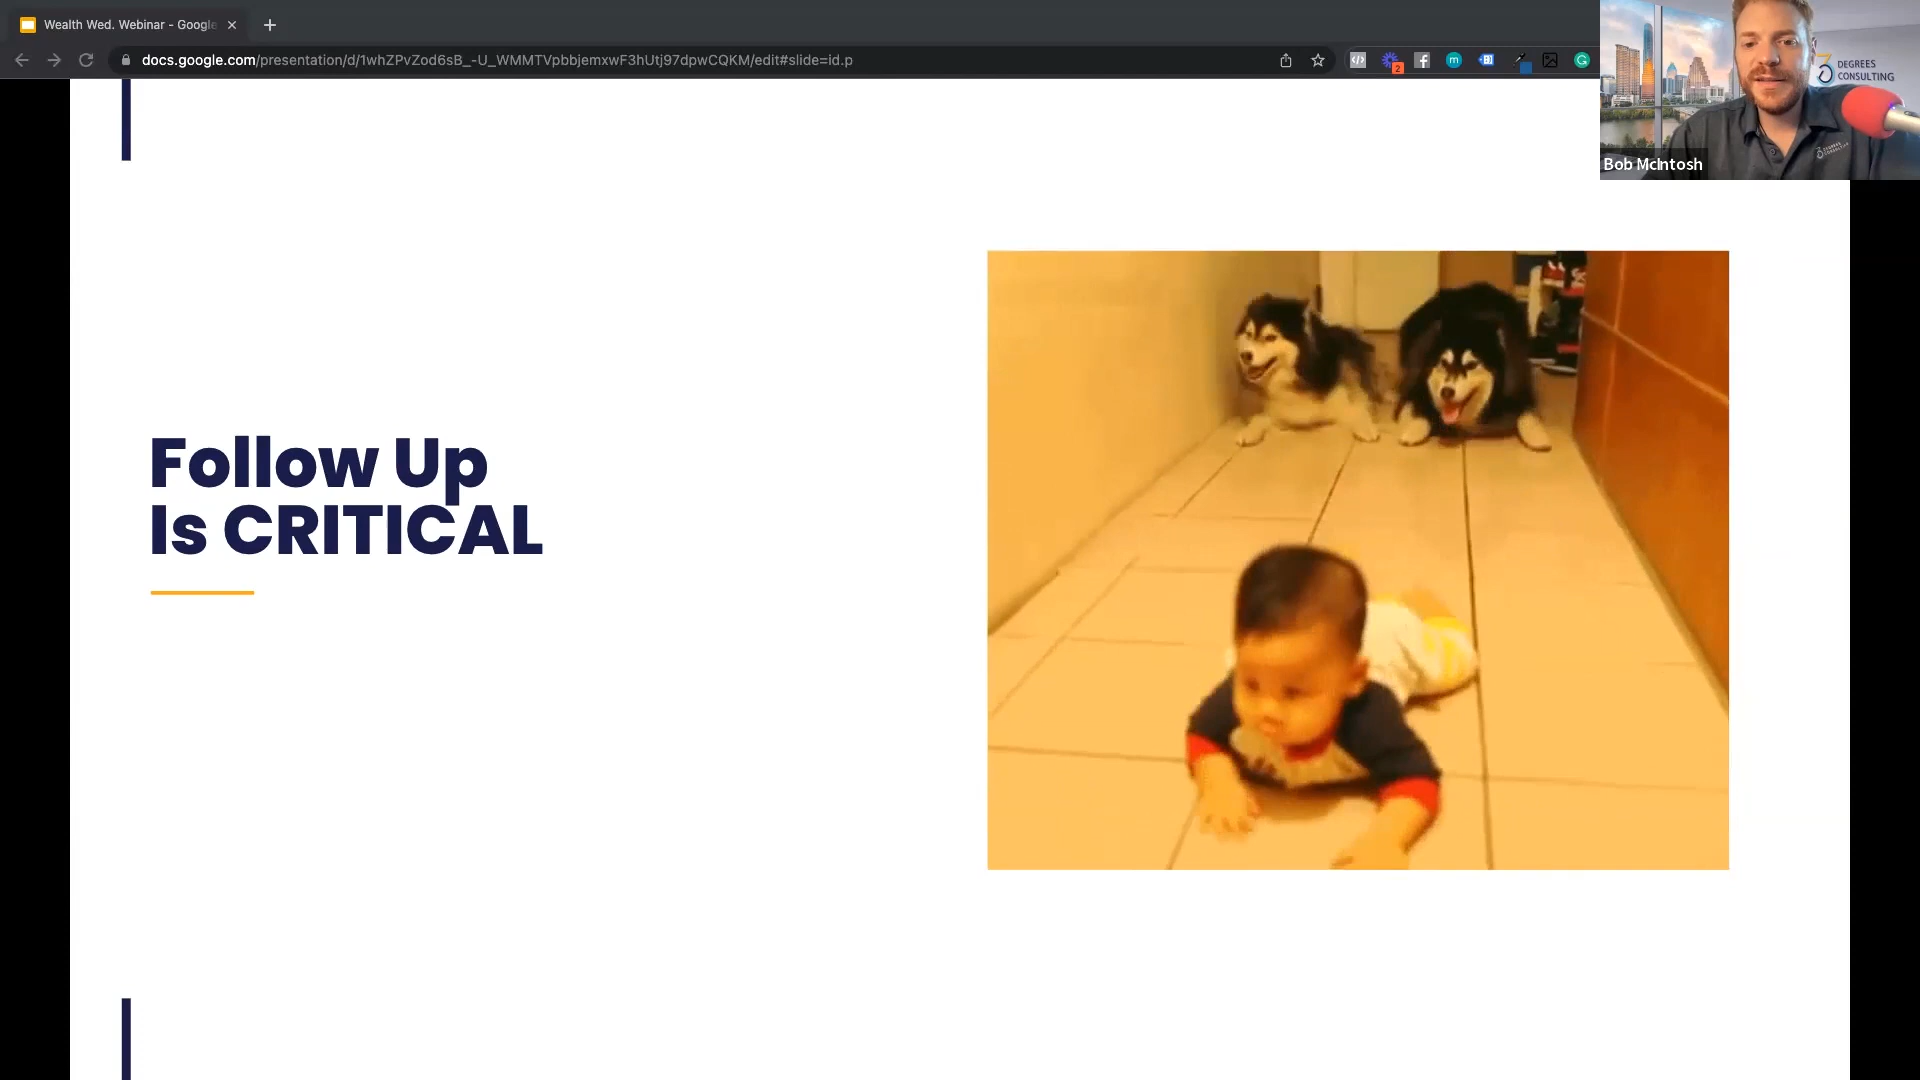 Wealth Wed. Webinar - Google
docs.google.com/presentation/d/1whZPvZod6sB_-U_WMMTVpbbjemxwF3hUtj97dpwCQKM/edit#slide=id.p
2
DEGREES
CONSULTING
Bob McIntosh
Follow Up
Is CRITICAL